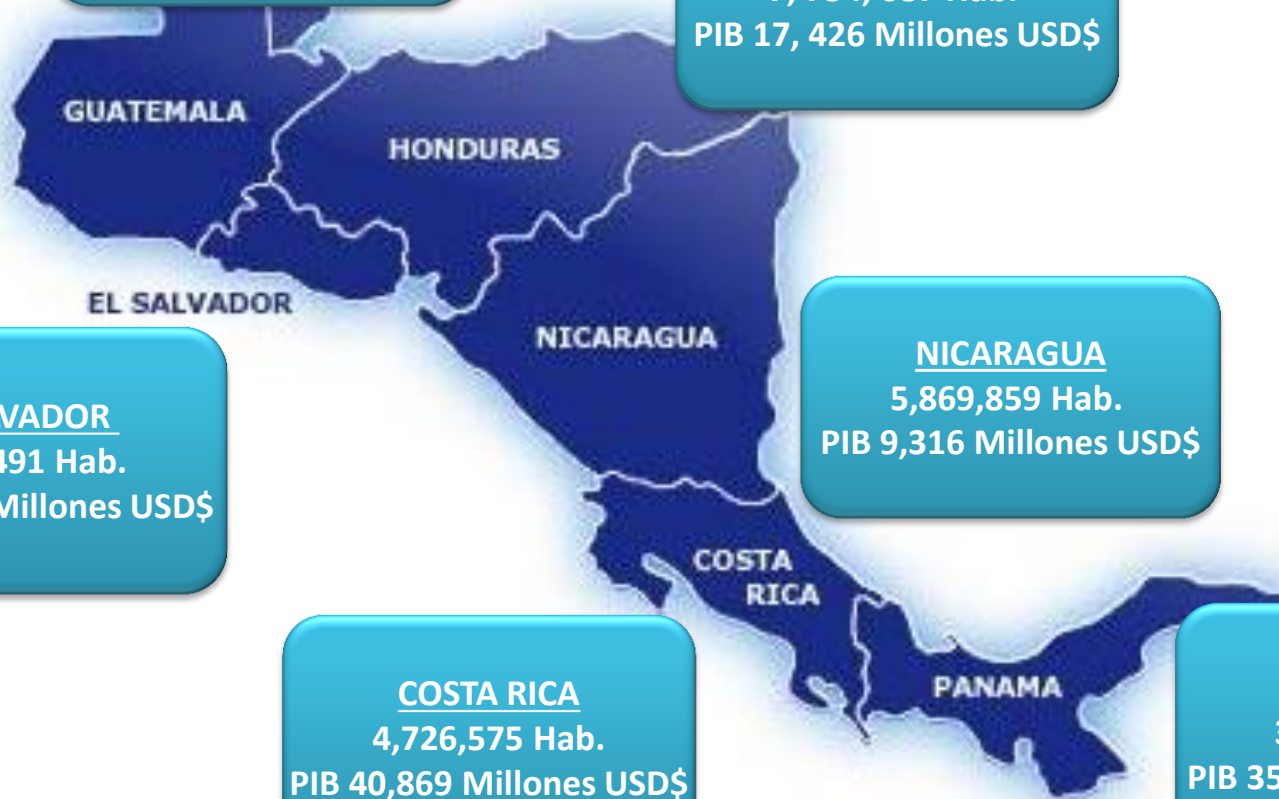 PIB 17, 426 Millones USD$
GUATEMALA
HONDURAS
EL SALVADOR
NICARAGUA
NICARAGUA
5,869,859 Hab.
PIB 9,316 Millones USD$
VADOR
491 Hab.
Millones USD$
COSTA
RICA
COSTA RICA
4,726,575 Hab.
PIB 40,869 Millones USD$
PANAMA
PIB 35